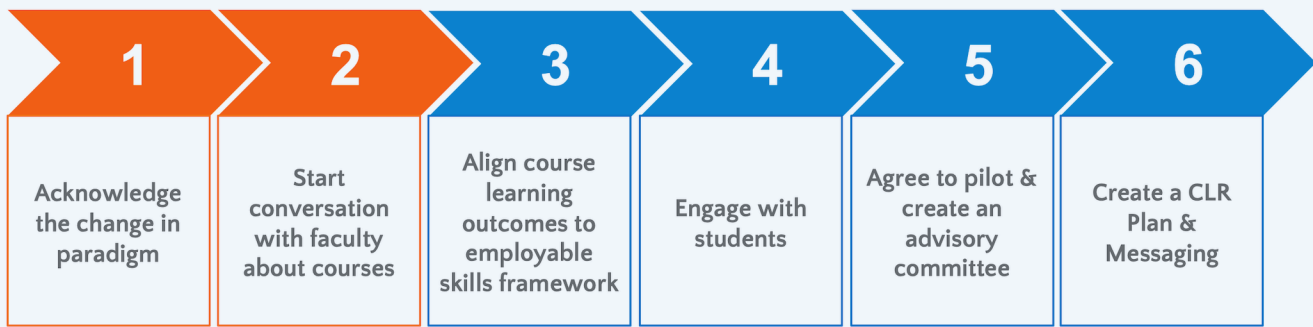 1
Acknowledge
the change in
paradigm
2
Start
conversation
with faculty
about courses
3
Align course
learning
outcomes to
employable
skills framework
4
Engage with
students
5
Agree to pilot &
create an
advisory
committee
6
Create a CLR
Plan &
Messaging